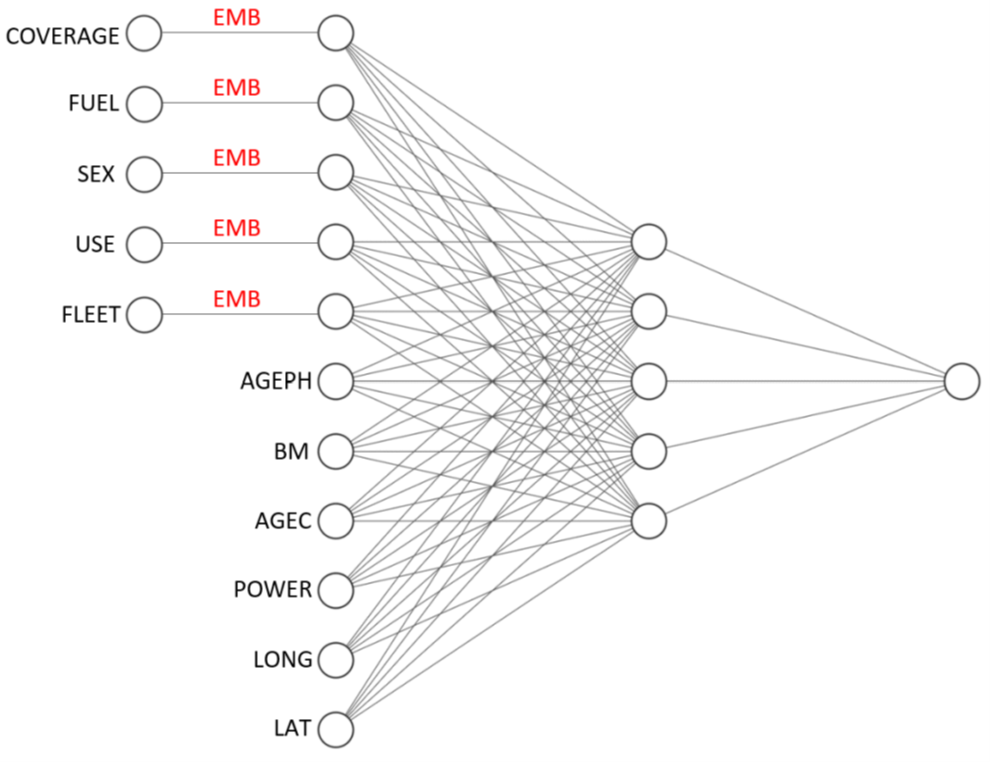 EMB
COVERAGE
EMB
FUEL
EMB
SEX
EMB
USE
EMB
FLEET
AGEPH
BM
AGEC
POWER
LONG
LAT